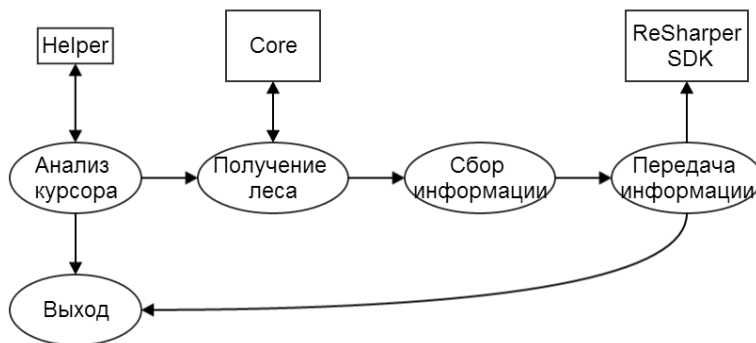 Helper
Core
ReSharper
SDK
Анализ
курсора
Получение
леса
Сбор
информации
Передача
информации
Выход